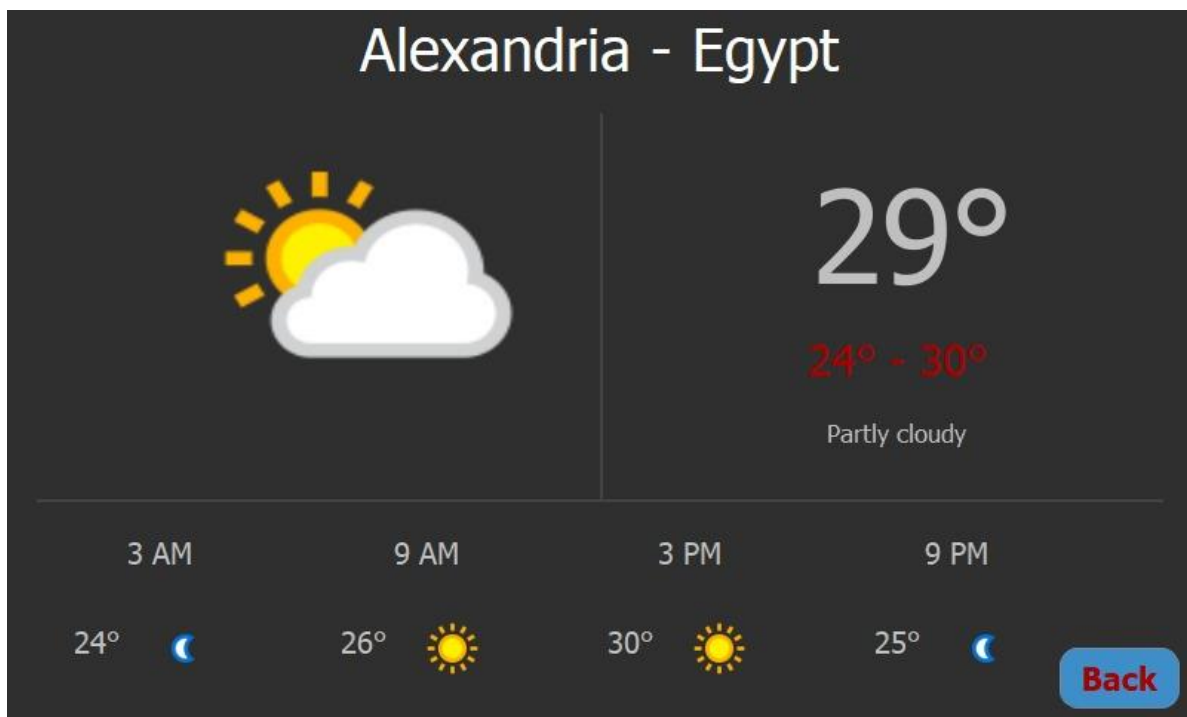 Alexandria - Egypt
29°
24° - 30°
Partly cloudy
3 AM 9 AM 3 PM 9 PM
24° 26° 30° 25°
Back